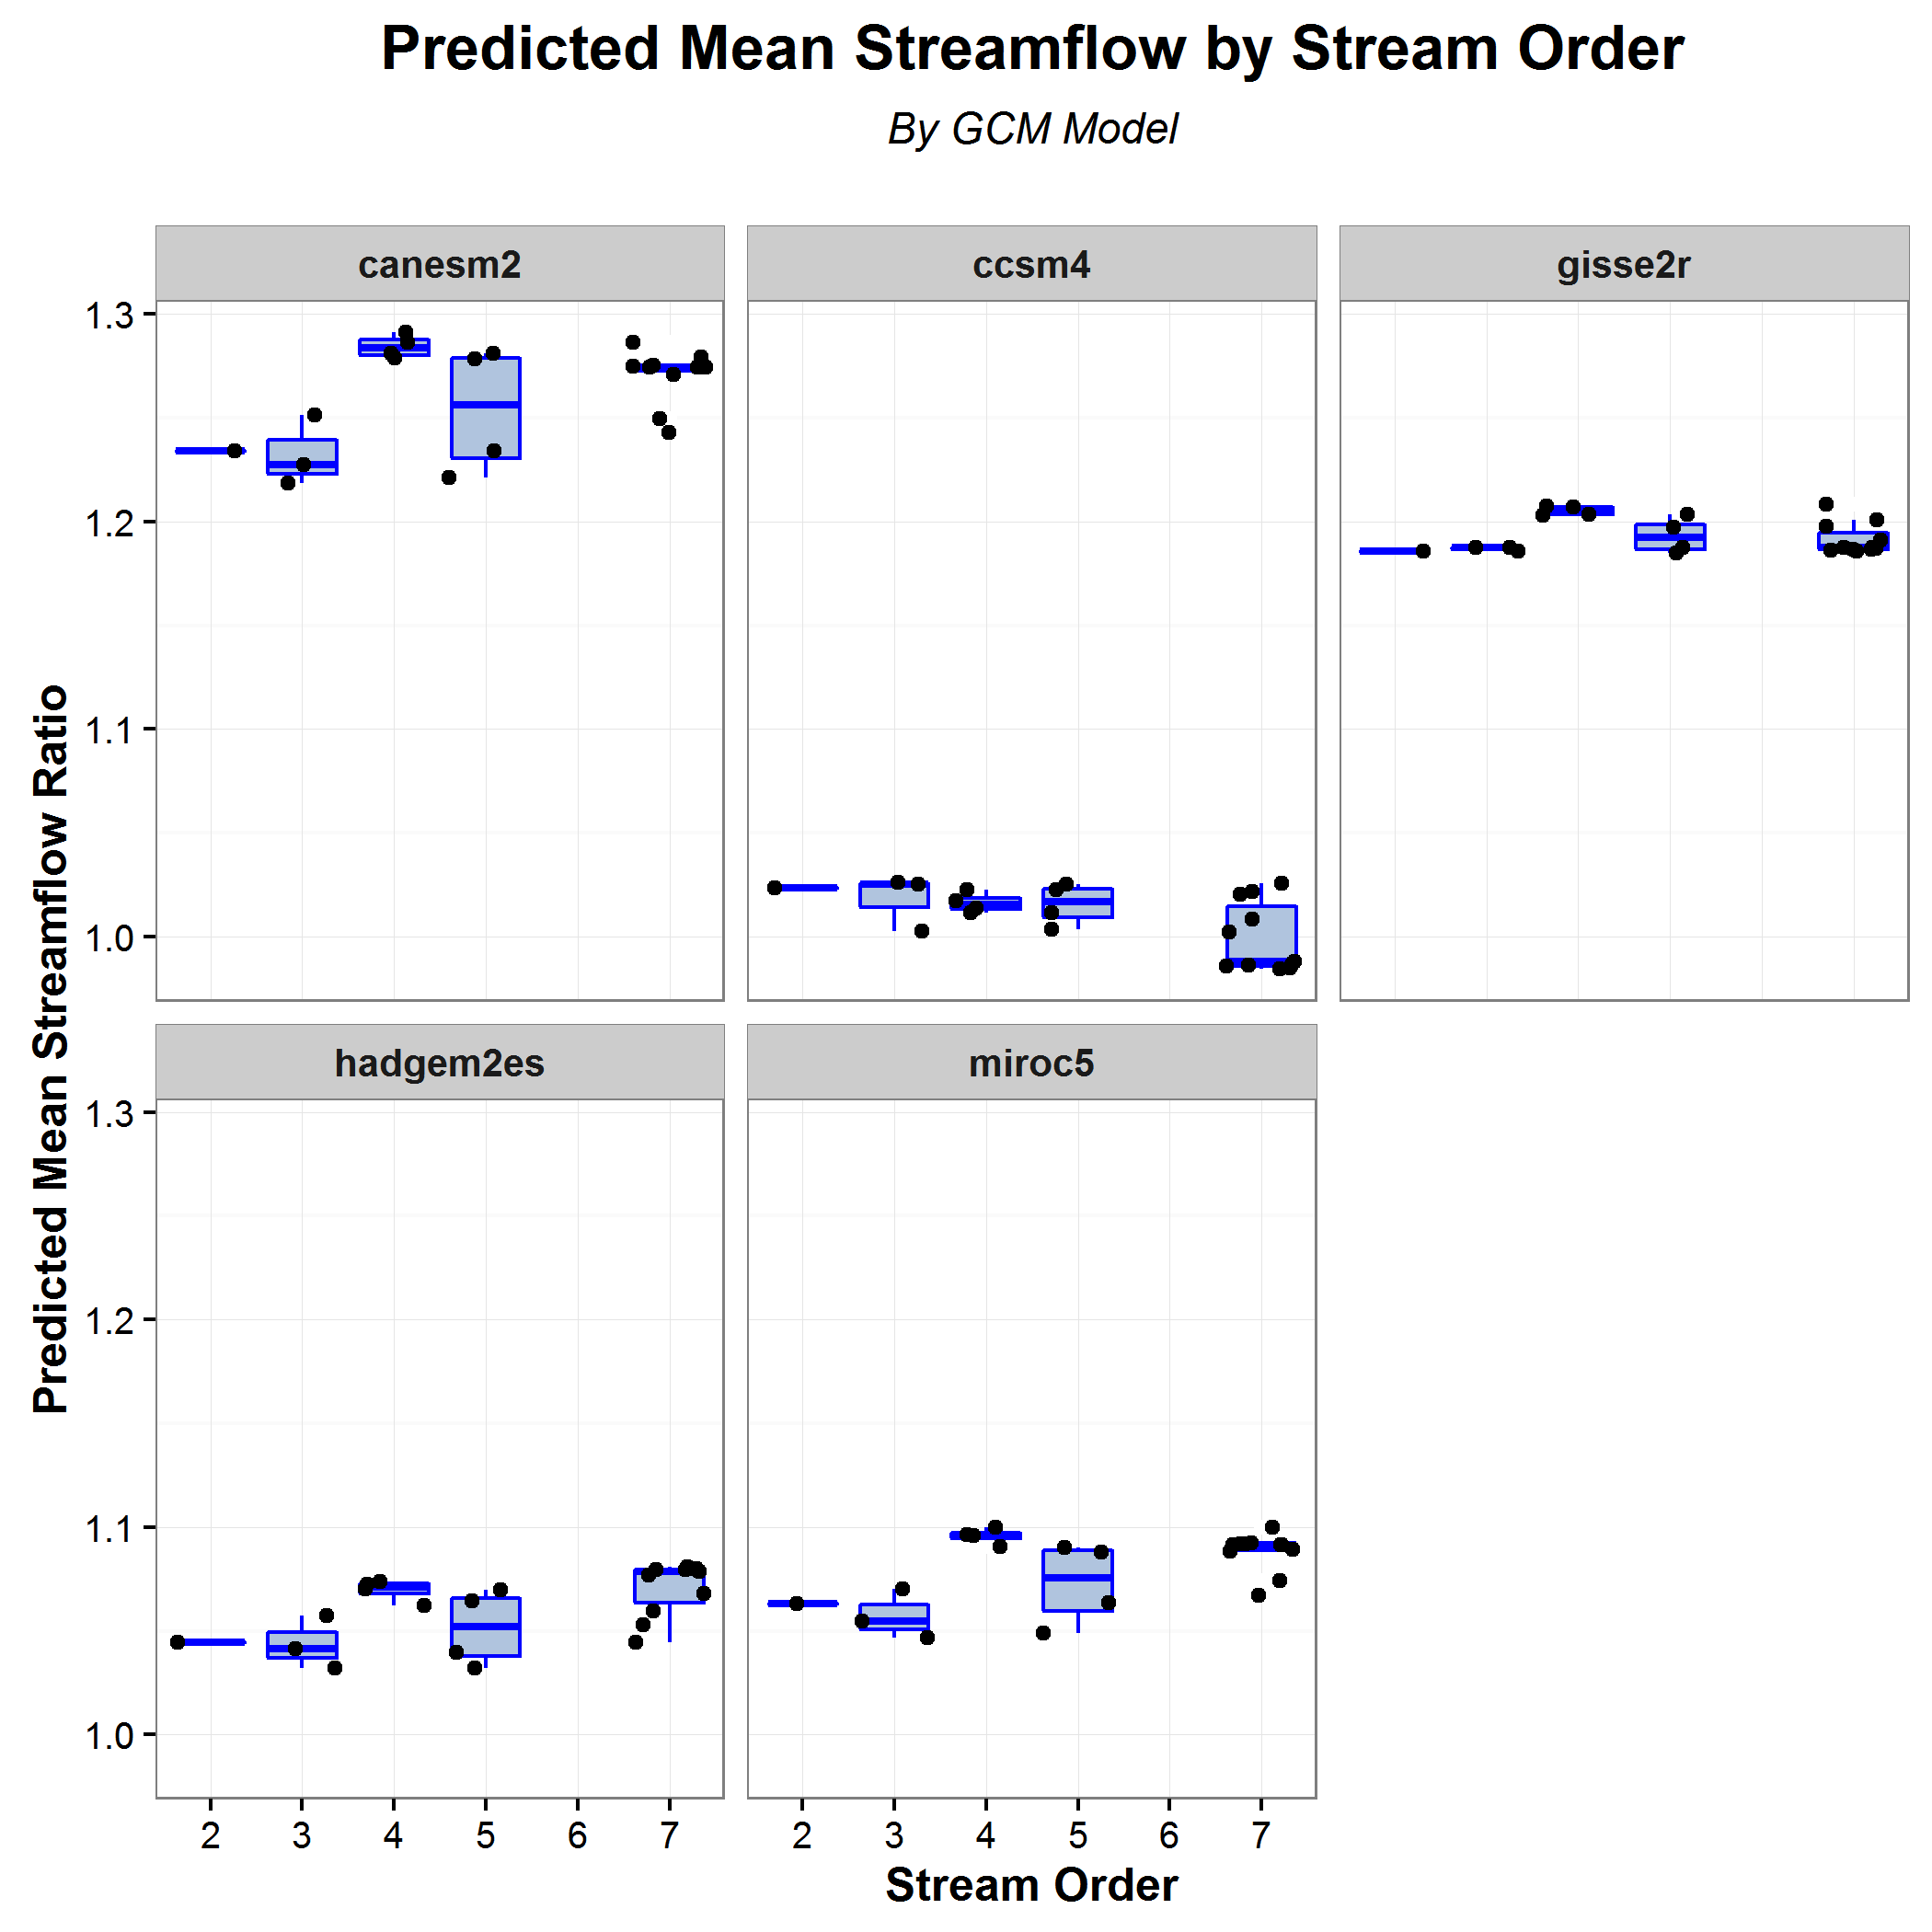 Predicted Mean Streamflow by Stream Order
By GCM Model
canesm2
ccsm4
gisse2r
1.3
1.2
1.1
1.0
Predicted Mean Streamflow Ratio
hadgem2es
miroc5
1.3
1.2
1.1
1.0
2 3 4 5 6 7
2 3 4 5 6 7
Stream Order